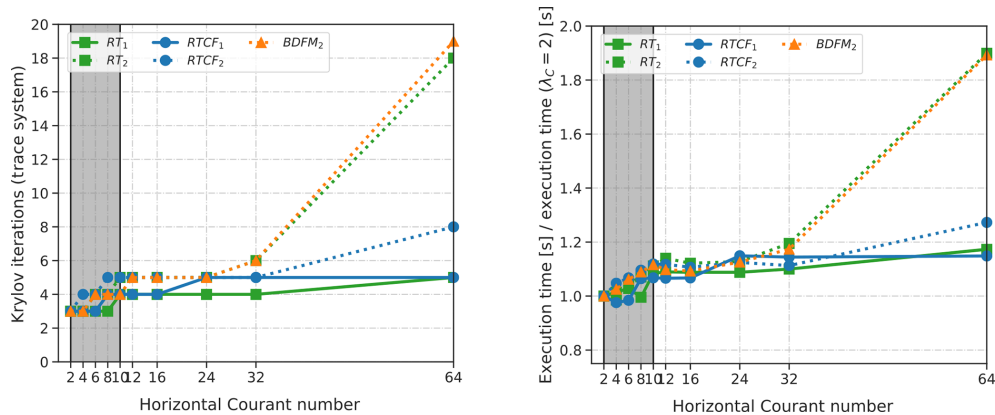 20
18
16
14
12
10
8
6
4
2
0
Krylov iterations (trace system)
RT₁
RT₂
RTCF₁
RTCF₂
BDFM₂
2 4 6 8 10 12 16 24 32 64
Horizontal Courant number
2.0
1.8
1.6
1.4
1.2
1.0
0.8
Execution time [s] / execution time (λ_C = 2) [s]
RT₁
RT₂
RTCF₁
RTCF₂
BDFM₂
2 4 6 8 10 12 16 24 32 64
Horizontal Courant number